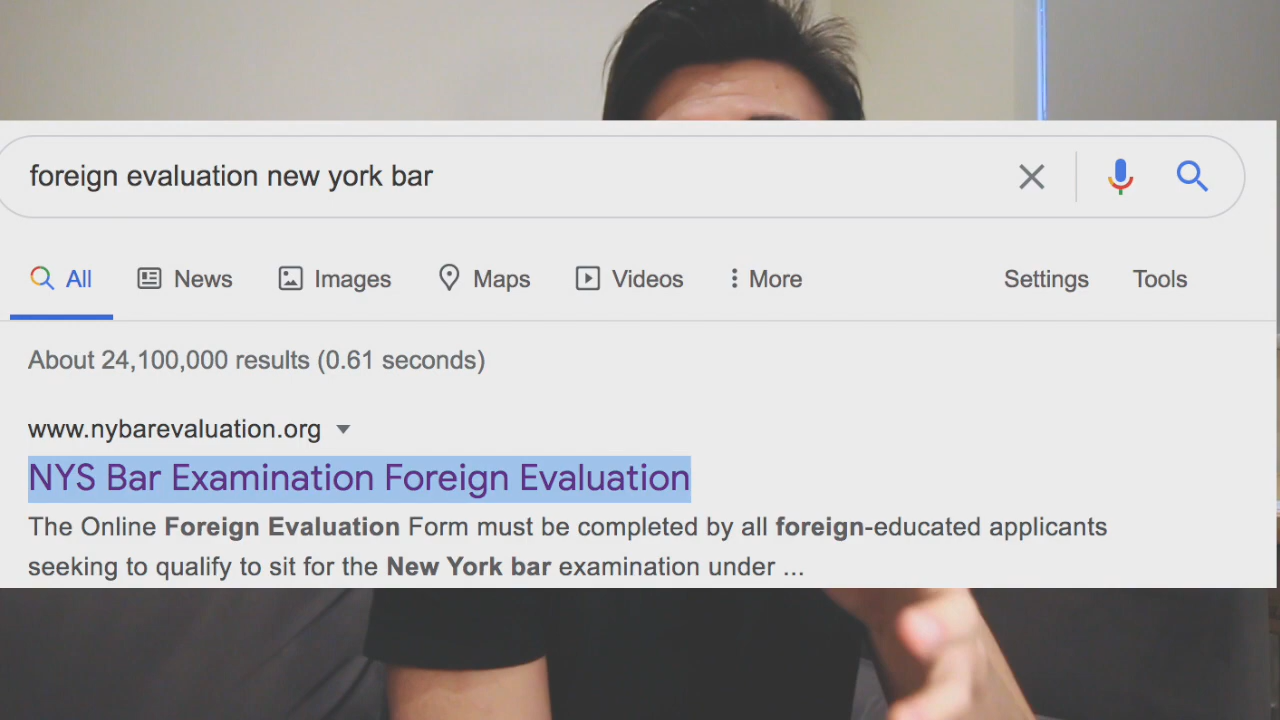 foreign evaluation new york bar
All News Images Maps Videos More Settings Tools
About 24,100,000 results (0.61 seconds)
www.nybarevaluation.org
NYS Bar Examination Foreign Evaluation
The Online Foreign Evaluation Form must be completed by all foreign-educated applicants
seeking to qualify to sit for the New York bar examination under ...